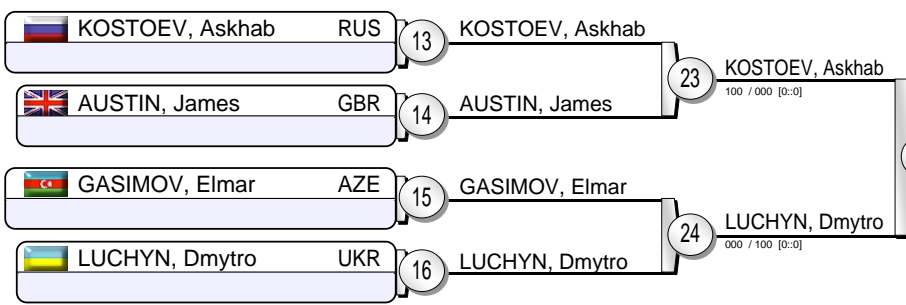 KOSTOEV, Askhab RUS
13
KOSTOEV, Askhab
23
KOSTOEV, Askhab
100 / 000 [0::0]
AUSTIN, James GBR
14
AUSTIN, James
GASIMOV, Elmar AZE
15
GASIMOV, Elmar
24
LUCHYN, Dmytro
000 / 100 [0::0]
LUCHYN, Dmytro UKR
16
LUCHYN, Dmytro